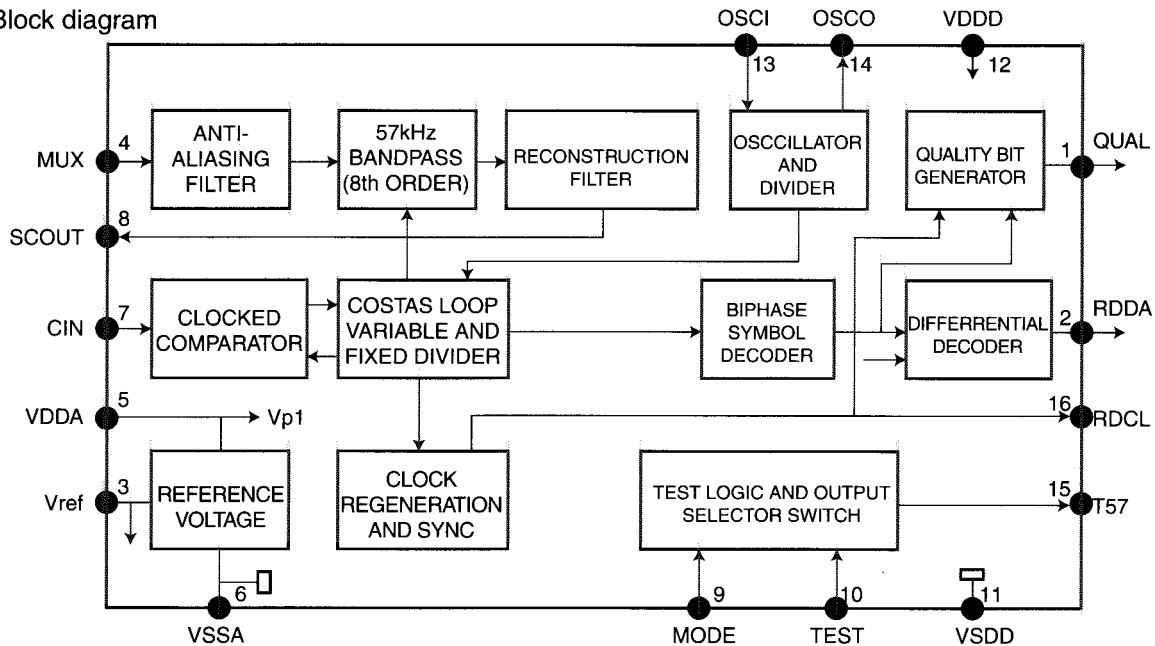 Block diagram
OSCI
OSCO
VDDD
13
14
12
MUX
4
ANTI-
ALIASING
FILTER
57kHz
BANDPASS
(8th ORDER)
RECONSTRUCTION
FILTER
OSCCILLATOR
AND
DIVIDER
QUALITY BIT
GENERATOR
1
QUAL
SCOUT
8
CIN
7
CLOCKED
COMPARATOR
COSTAS LOOP
VARIABLE AND
FIXED DIVIDER
BIPHASE
SYMBOL
DECODER
DIFFERRENTIAL
DECODER
2
RDDA
VDDA
5
Vp1
16
RDCL
Vref
3
REFERENCE
VOLTAGE
CLOCK
REGENERATION
AND SYNC
TEST LOGIC AND OUTPUT
SELECTOR SWITCH
15
T57
6
9
10
11
VSSA
MODE
TEST
VSDD